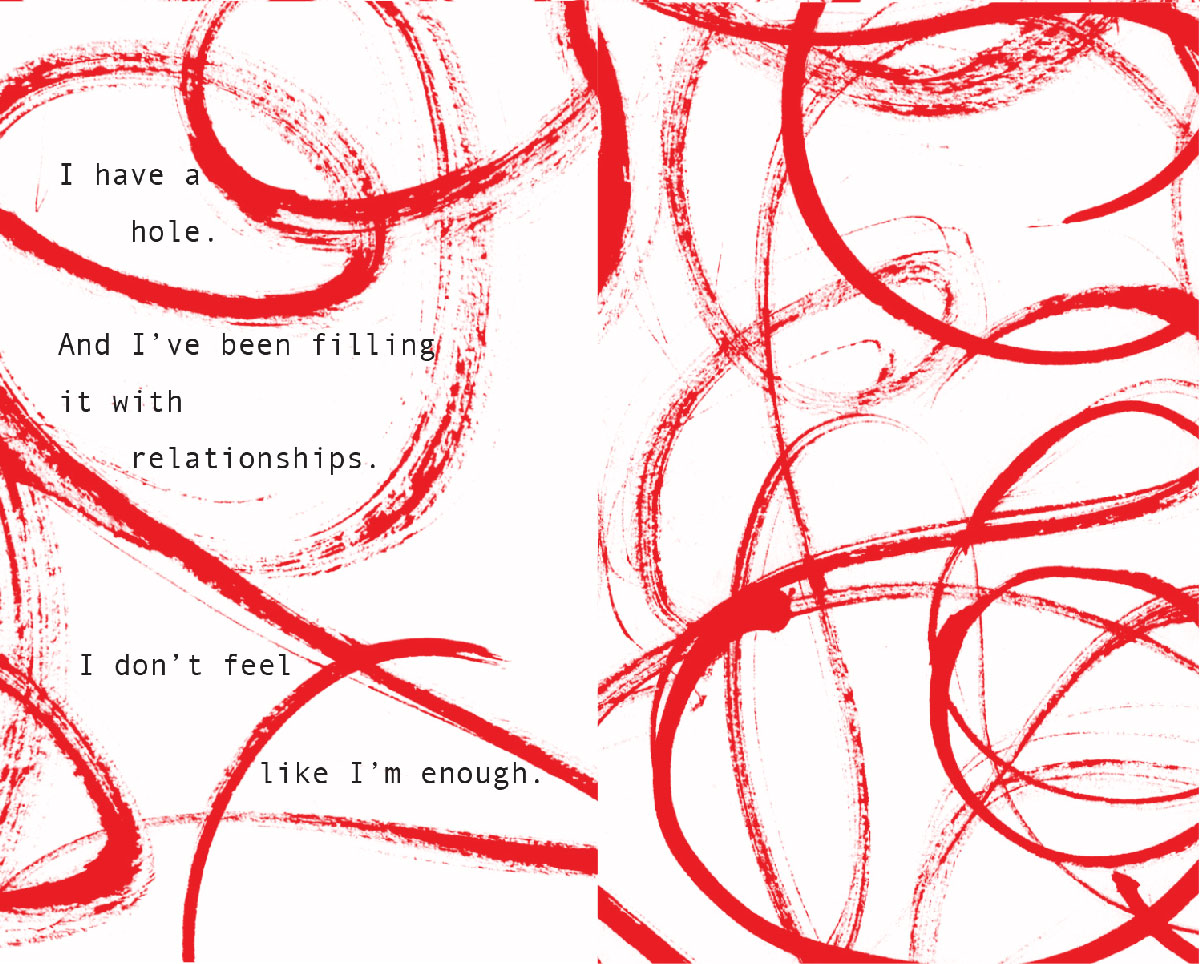 I have a
hole.
And I’ve been filling
it with
relationships.
I don’t feel
like I’m enough.